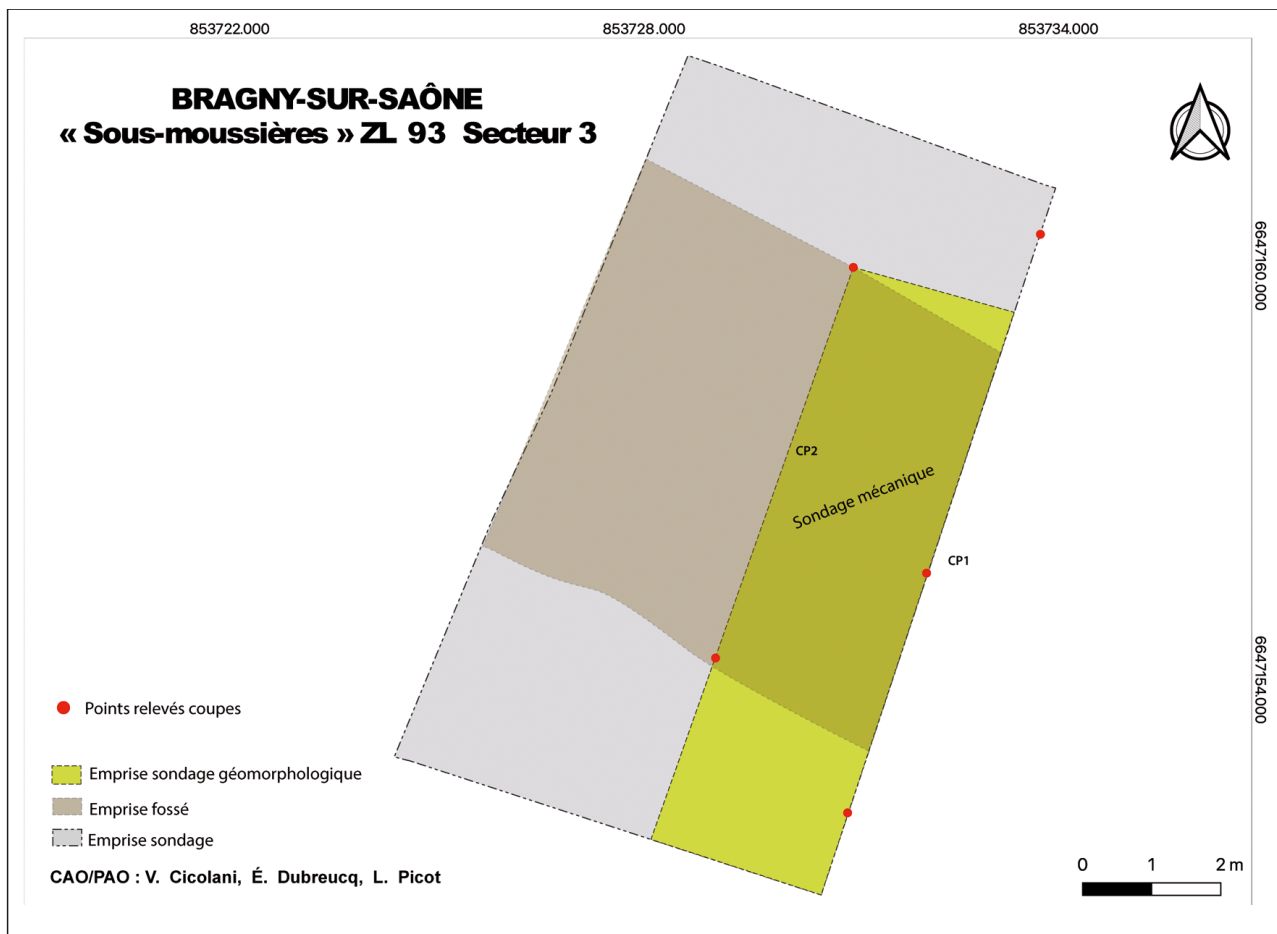 853722.000
853728.000
853734.000
BRAGNY-SUR-SAÔNE
« Sous-moussières » ZL 93 Secteur 3
6647160.000
CP2
Sondage mécanique
CP1
6647154.000
Points relevés coupes
Emprise sondage géomorphologique
Emprise fossé
Emprise sondage
CAO/PAO : V. Cicolani, É. Dubreucq, L. Picot
0 1 2 m